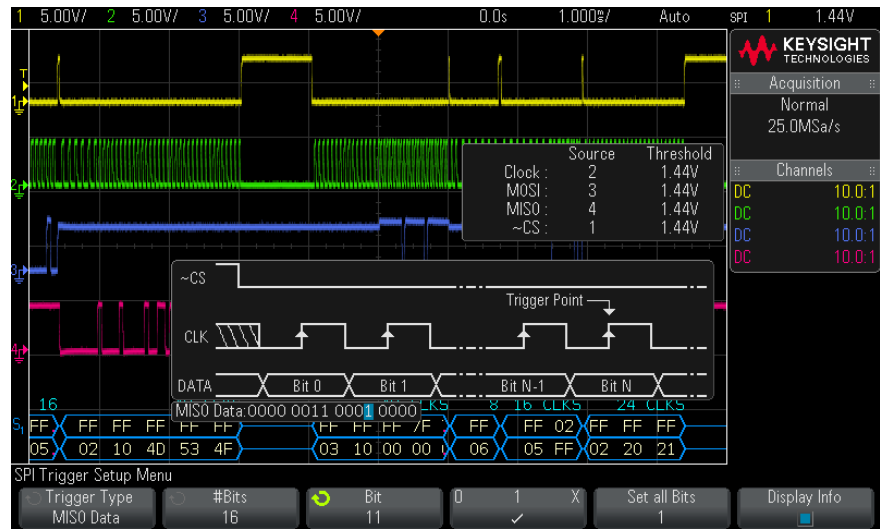 1 5.00V/ 2 5.00V/ 3 5.00V/ 4 5.00V/ 0.0s 1.000ms/ Auto SPI 1 1.44V
KEYSIGHT
TECHNOLOGIES
Acquisition
Normal
25.0MSa/s
Channels
DC 10.0:1
DC 10.0:1
DC 10.0:1
DC 10.0:1
Source Threshold
Clock : 2 1.44V
MOSI : 3 1.44V
MISO : 4 1.44V
~CS : 1 1.44V
T
1
2
3
4
~CS
Trigger Point
CLK
DATA Bit 0 Bit 1 Bit N-1 Bit N
16 CLKS 8 16 CLKS 24 CLKS
MISO Data:0000 0011 0001 0000
S1 FF FF FF FF FF FF FF FF FF 7F FF FF 02 FF FF FF
05 02 10 4D 53 4F 03 10 00 00 06 05 FF 02 20 21
SPI Trigger Setup Menu
Trigger Type #Bits Bit 0 1 X Set all Bits Display Info
MISO Data 16 11 ✓ 1